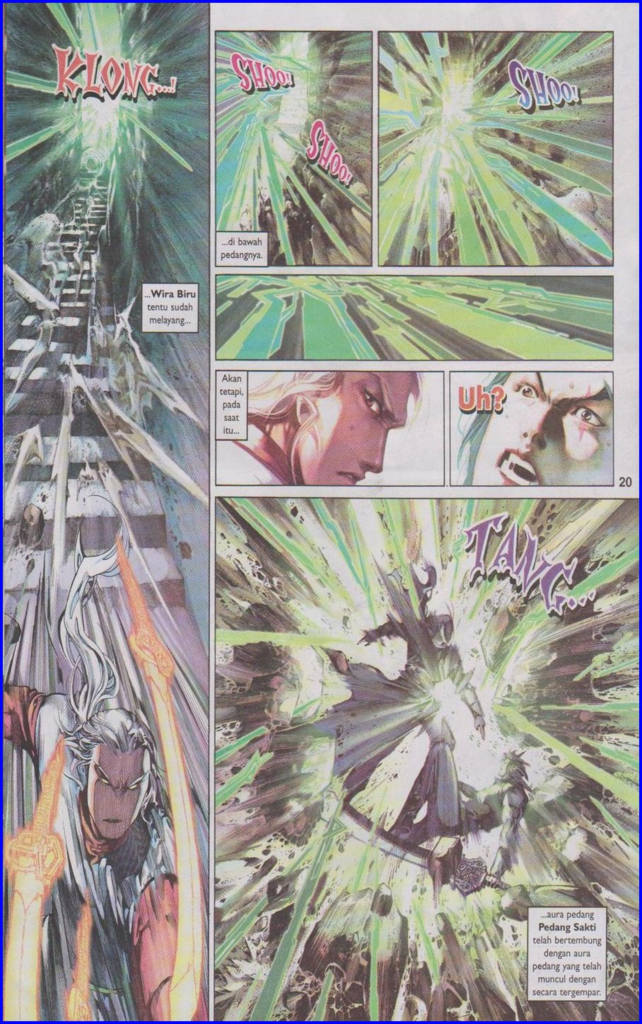 KLONG...!
...Wira Biru
tentu sudah
melayang...
SHOO!
SHOO!
...di bawah
pedangnya.
SHOO!
Akan
tetapi,
pada
saat
itu...
Uh?
20
TANG...
...aura pedang
Pedang Sakti
telah bertembung
dengan aura
pedang yang telah
muncul dengan
secara tergempar.